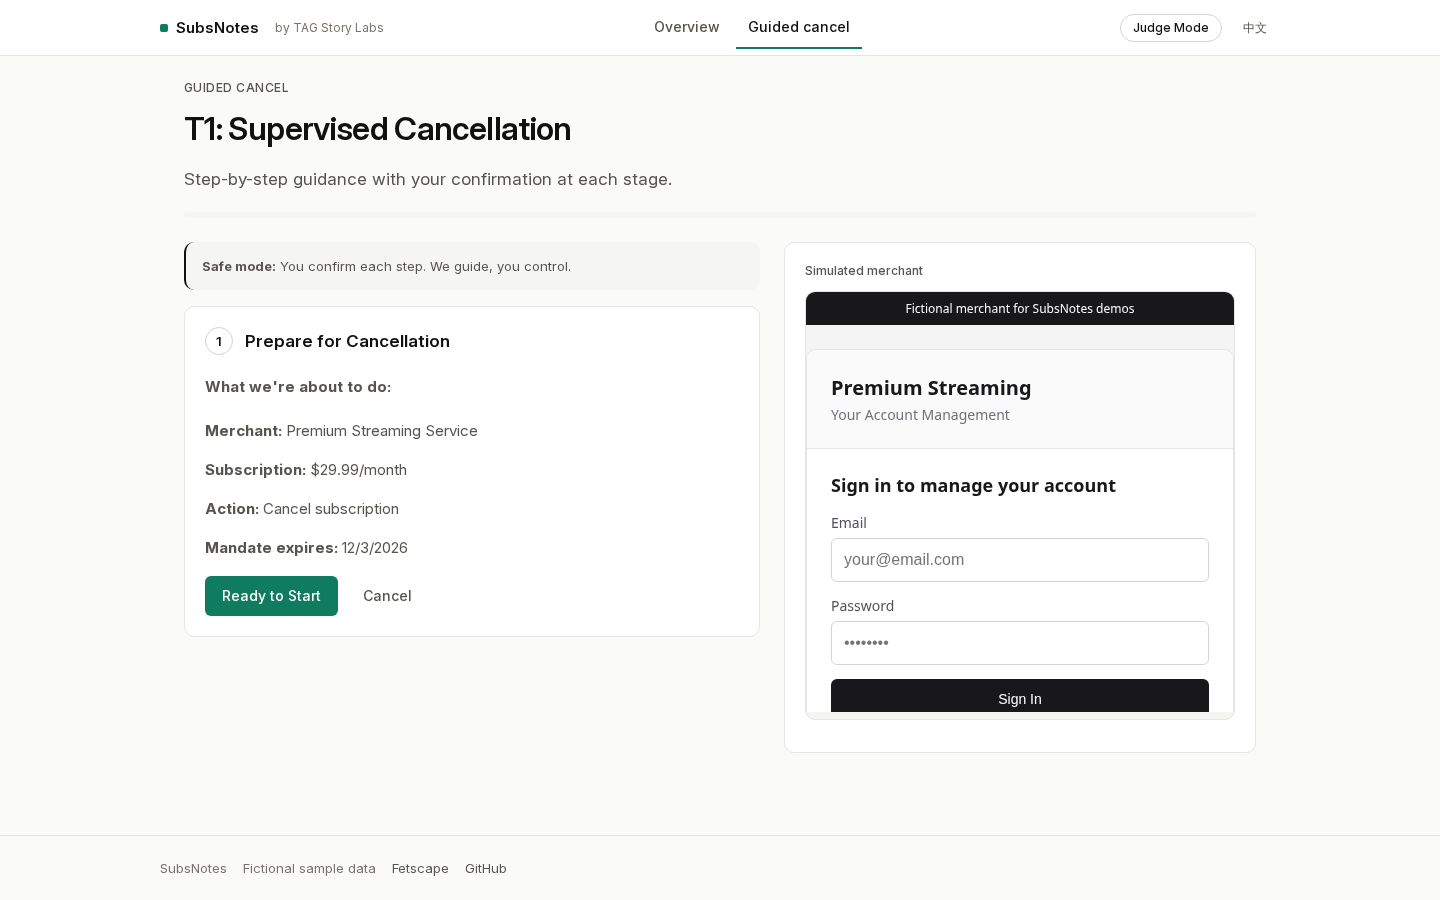 SubsNotes by TAG Story Labs
Overview
Guided cancel
Judge Mode
中文
GUIDED CANCEL
T1: Supervised Cancellation
Step-by-step guidance with your confirmation at each stage.
Safe mode: You confirm each step. We guide, you control.
1 Prepare for Cancellation
What we're about to do:
Merchant: Premium Streaming Service
Subscription: $29.99/month
Action: Cancel subscription
Mandate expires: 12/3/2026
Ready to Start
Cancel
Simulated merchant
Fictional merchant for SubsNotes demos
Premium Streaming
Your Account Management
Sign in to manage your account
Email
your@email.com
Password
••••••••
Sign In
SubsNotes
Fictional sample data
Fetscape
GitHub